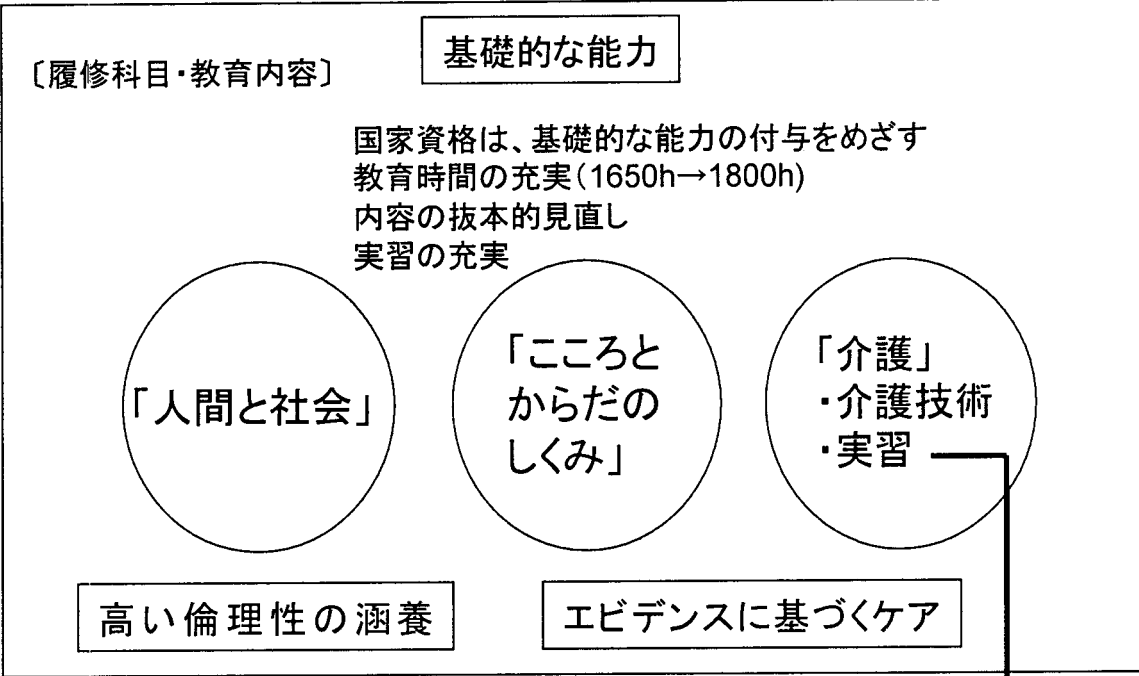 基礎的な能力
〔履修科目・教育内容〕
国家資格は、基礎的な能力の付与をめざす
教育時間の充実(1650h→1800h)
内容の抜本的見直し
実習の充実
「人間と社会」
「こころと
からだの
しくみ」
「介護」
・介護技術
・実習
高い倫理性の涵養
エビデンスに基づくケア